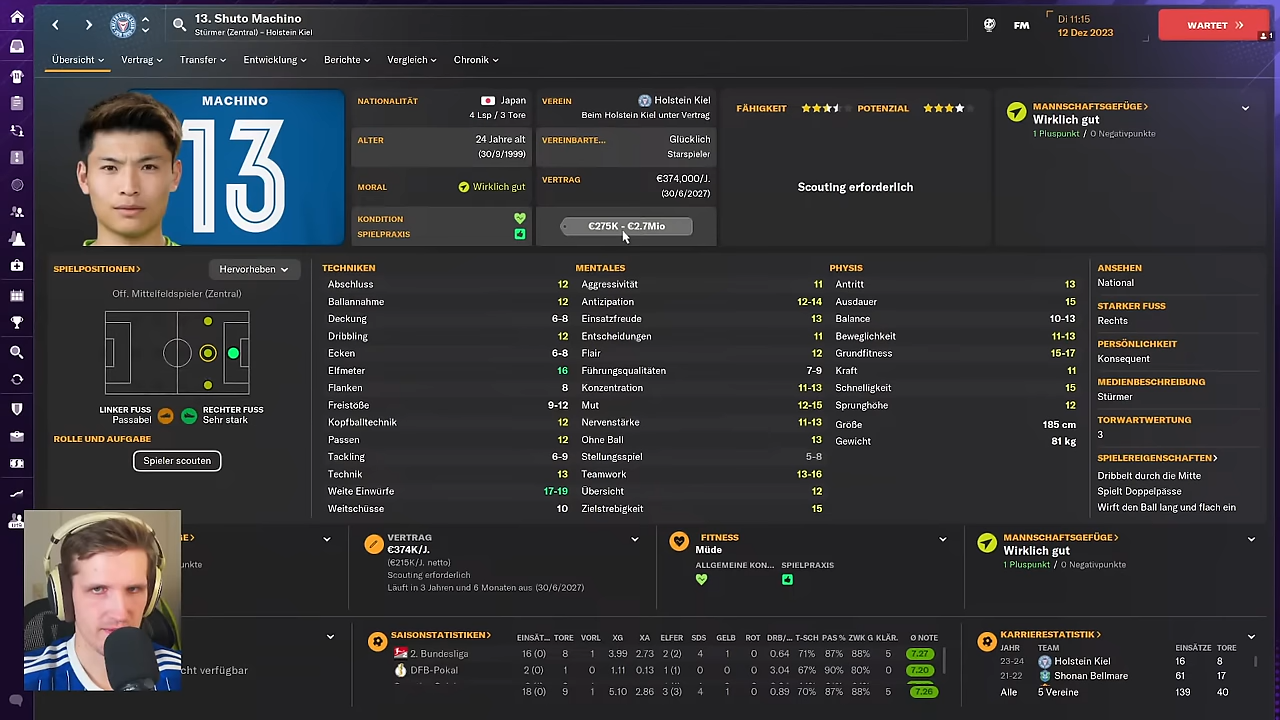 13. Shuto Machino
Stürmer (Zentral) – Holstein Kiel
FM
Di 11:15
12 Dez 2023
WARTET
1
Übersicht
Vertrag
Transfer
Entwicklung
Berichte
Vergleich
Chronik
MACHINO
13
NATIONALITÄT
Japan
4 Lsp / 3 Tore
ALTER
24 Jahre alt
(30/9/1999)
MORAL
Wirklich gut
KONDITION
SPIELPRAXIS
VEREIN
Holstein Kiel
Beim Holstein Kiel unter Vertrag
VEREINBARTE...
Glücklich
Starspieler
VERTRAG
€374,000/J.
(30/6/2027)
€275K - €2.7Mio
FÄHIGKEIT
POTENZIAL
Scouting erforderlich
MANNSCHAFTSGEFÜGE>
Wirklich gut
1 Pluspunkt / 0 Negativpunkte
SPIELPOSITIONEN>
Hervorheben
Off. Mittelfeldspieler (Zentral)
LINKER FUSS
Passabel
RECHTER FUSS
Sehr stark
ROLLE UND AUFGABE
Spieler scouten
TECHNIKEN
Abschluss 12
Ballannahme 12
Deckung 6-8
Dribbling 12
Ecken 6-8
Elfmeter 16
Flanken 8
Freistöße 9-12
Kopfballtechnik 12
Passen 12
Tackling 6-9
Technik 13
Weite Einwürfe 17-19
Weitschüsse 10
MENTALES
Aggressivität 11
Antizipation 12-14
Einsatzfreude 13
Entscheidungen 11
Flair 12
Führungsqualitäten 7-9
Konzentration 11-13
Mut 12-15
Nervenstärke 11-13
Ohne Ball 13
Stellungsspiel 5-8
Teamwork 13-16
Übersicht 12
Zielstrebigkeit 15
PHYSIS
Antritt 13
Ausdauer 15
Balance 10-13
Beweglichkeit 11-13
Grundfitness 15-17
Kraft 11
Schnelligkeit 15
Sprunghöhe 12
Größe 185 cm
Gewicht 81 kg
ANSEHEN
National
STARKER FUSS
Rechts
PERSÖNLICHKEIT
Konsequent
MEDIENBESCHREIBUNG
Stürmer
TORWARTWERTUNG
3
SPIELEREIGENSCHAFTEN>
Dribbelt durch die Mitte
Spielt Doppelpässe
Wirft den Ball lang und flach ein
VERTRAG
€374K/J.
(€215K/J. netto)
Scouting erforderlich
Läuft in 3 Jahren und 6 Monaten aus (30/6/2027)
FITNESS
Müde
ALLGEMEINE KON...
SPIELPRAXIS
MANNSCHAFTSGEFÜGE>
Wirklich gut
1 Pluspunkt / 0 Negativpunkte
SAISONSTATISTIKEN>
EINSÄT... TORE VORL XG XA ELFER SDS GELB ROT DRB/... T-SCH PAS % ZWK G KLÄR. Ø NOTE
2. Bundesliga 16 (0) 8 1 3.99 2.73 2 (2) 4 1 0 0.64 71% 87% 88% 5 7.27
DFB-Pokal 2 (0) 1 0 1.11 0.13 1 (1) 0 0 0 3.04 67% 90% 80% 0 7.20
18 (0) 9 1 5.10 2.86 3 (3) 4 1 0 0.89 70% 87% 88% 5 7.26
KARRIERESTATISTIK>
JAHR TEAM EINSÄTZE TORE
23-24 Holstein Kiel 16 8
21-22 Shonan Bellmare 61 17
Alle 5 Vereine 139 40